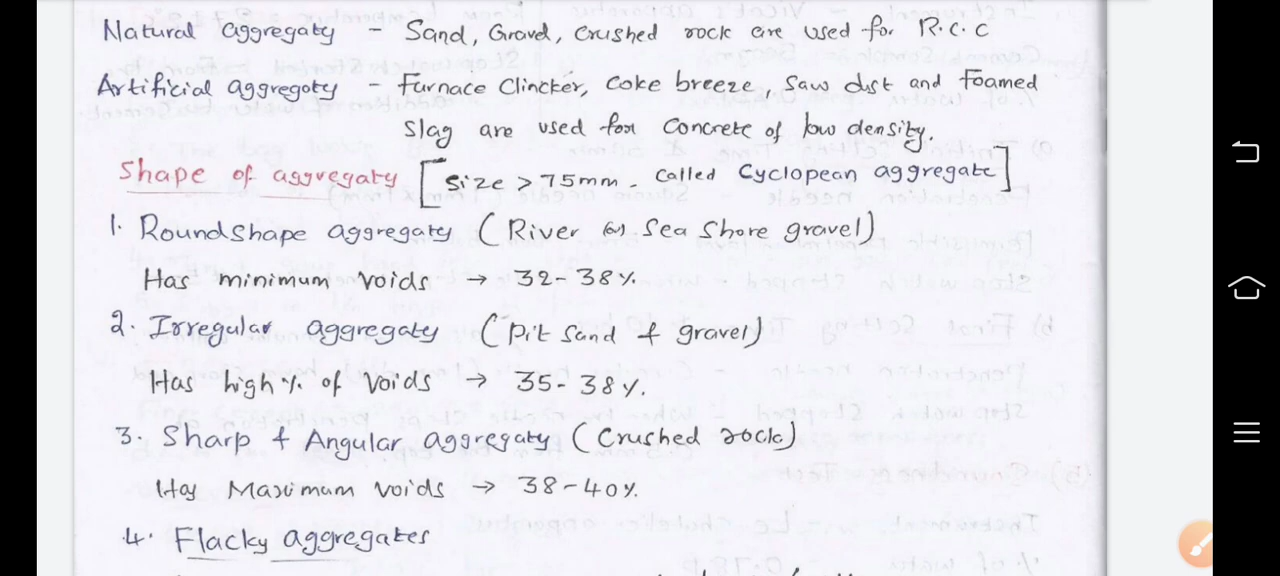 Natural aggregaty - Sand, Gravel, Crushed rock are used for R.C.C
Artificial aggregaty - Furnace Clincker, Coke breeze, Saw dust and Foamed
Slag are used for Concrete of low density.
Shape of aggregaty [Size > 75mm. called Cyclopean aggregate]
1. Roundshape aggregaty (River (or) Sea Shore gravel)
Has minimum voids → 32-38%.
2. Irregular aggregaty (Pit Sand & gravel)
Has high % of voids → 35-38%.
3. Sharp & Angular aggregaty (Crushed rock)
Has Maximum voids → 38-40%.
4. Flacky aggregates